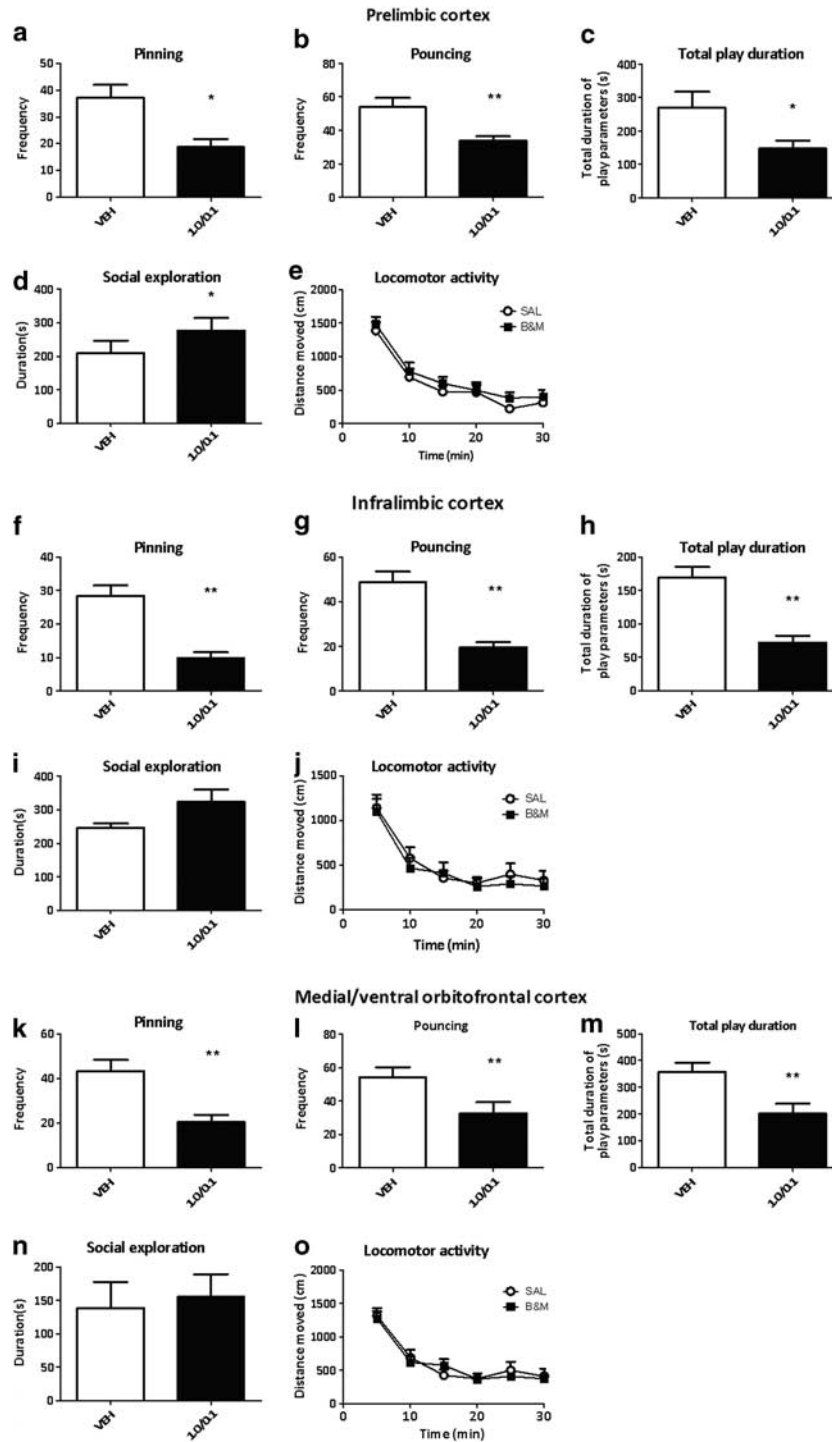 Prelimbic cortex
a
Pinning
Frequency
50
40
30
20
10
0
VEH
1.0/0.1
*
b
Pouncing
Frequency
80
60
40
20
0
VEH
1.0/0.1
**
c
Total play duration
Total duration of
play parameters (s)
400
300
200
100
0
VEH
1.0/0.1
*
d
Social exploration
Duration(s)
400
300
200
100
0
VEH
1.0/0.1
*
e
Locomotor activity
Distance moved (cm)
2000
1500
1000
500
0
0
10
20
30
Time (min)
SAL
B&M
Infralimbic cortex
f
Pinning
Frequency
40
30
20
10
0
VEH
1.0/0.1
**
g
Pouncing
Frequency
60
40
20
0
VEH
1.0/0.1
**
h
Total play duration
Total duration of
play parameters (s)
200
150
100
50
0
VEH
1.0/0.1
**
i
Social exploration
Duration(s)
400
300
200
100
0
VEH
1.0/0.1
j
Locomotor activity
Distance moved (cm)
1500
1000
500
0
0
10
20
30
Time (min)
SAL
B&M
Medial/ventral orbitofrontal cortex
k
Pinning
Frequency
60
40
20
0
VEH
1.0/0.1
**
l
Pouncing
Frequency
80
60
40
20
0
VEH
1.0/0.1
**
m
Total play duration
Total duration of
play parameters (s)
500
400
300
200
100
0
VEH
1.0/0.1
**
n
Social exploration
Duration(s)
200
150
100
50
0
VEH
1.0/0.1
o
Locomotor activity
Distance moved (cm)
2000
1500
1000
500
0
0
10
20
30
Time (min)
SAL
B&M